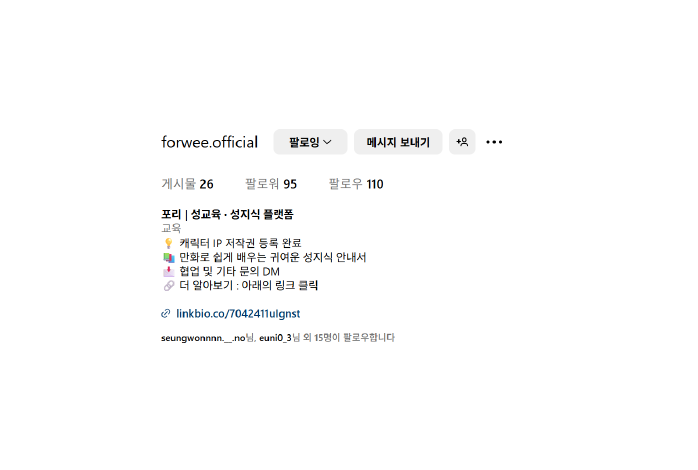 forwee.official 팔로잉 메시지 보내기
게시물 26 팔로워 95 팔로우 110
포리 | 성교육 · 성지식 플랫폼
교육
💡 캐릭터 IP 저작권 등록 완료
📚 만화로 쉽게 배우는 귀여운 성지식 안내서
📩 협업 및 기타 문의 DM
🔗 더 알아보기 : 아래의 링크 클릭
linkbio.co/7042411uIgnst
seungwonnnn.__.no님, euni0_3님 외 15명이 팔로우합니다